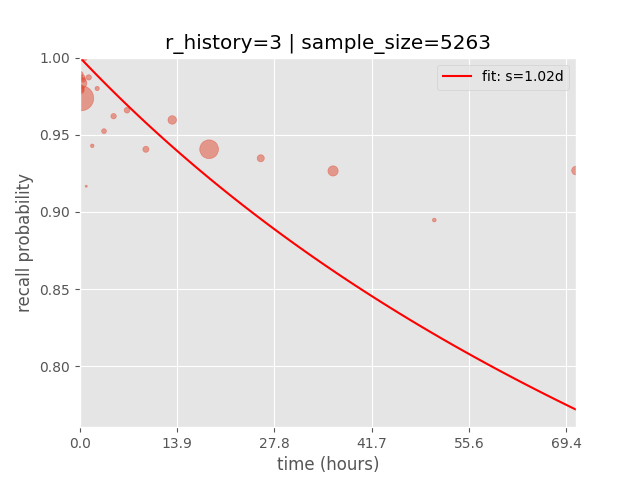 r_history=3 | sample_size=5263
fit: s=1.02d
1.00
0.95
0.90
0.85
0.80
recall probability
0.0
13.9
27.8
41.7
55.6
69.4
time (hours)